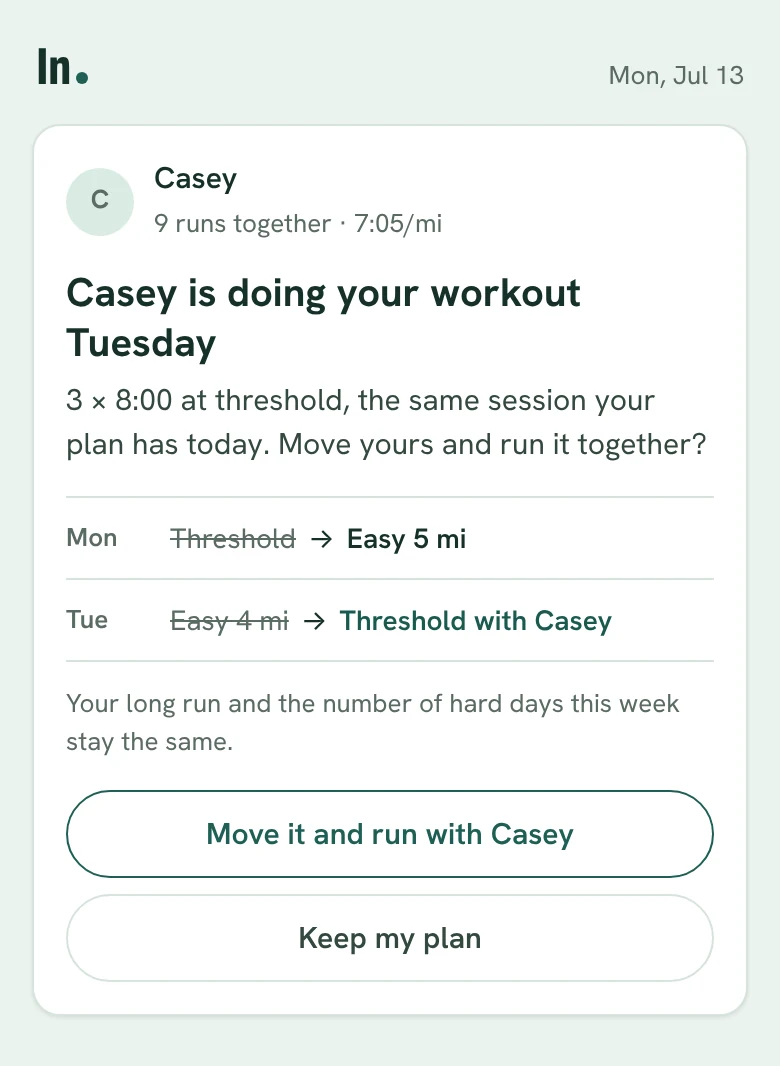 In.
Mon, Jul 13
C
Casey
9 runs together · 7:05/mi
Casey is doing your workout
Tuesday
3 × 8:00 at threshold, the same session your
plan has today. Move yours and run it together?
Mon Threshold → Easy 5 mi
Tue Easy 4 mi → Threshold with Casey
Your long run and the number of hard days this week
stay the same.
Move it and run with Casey
Keep my plan